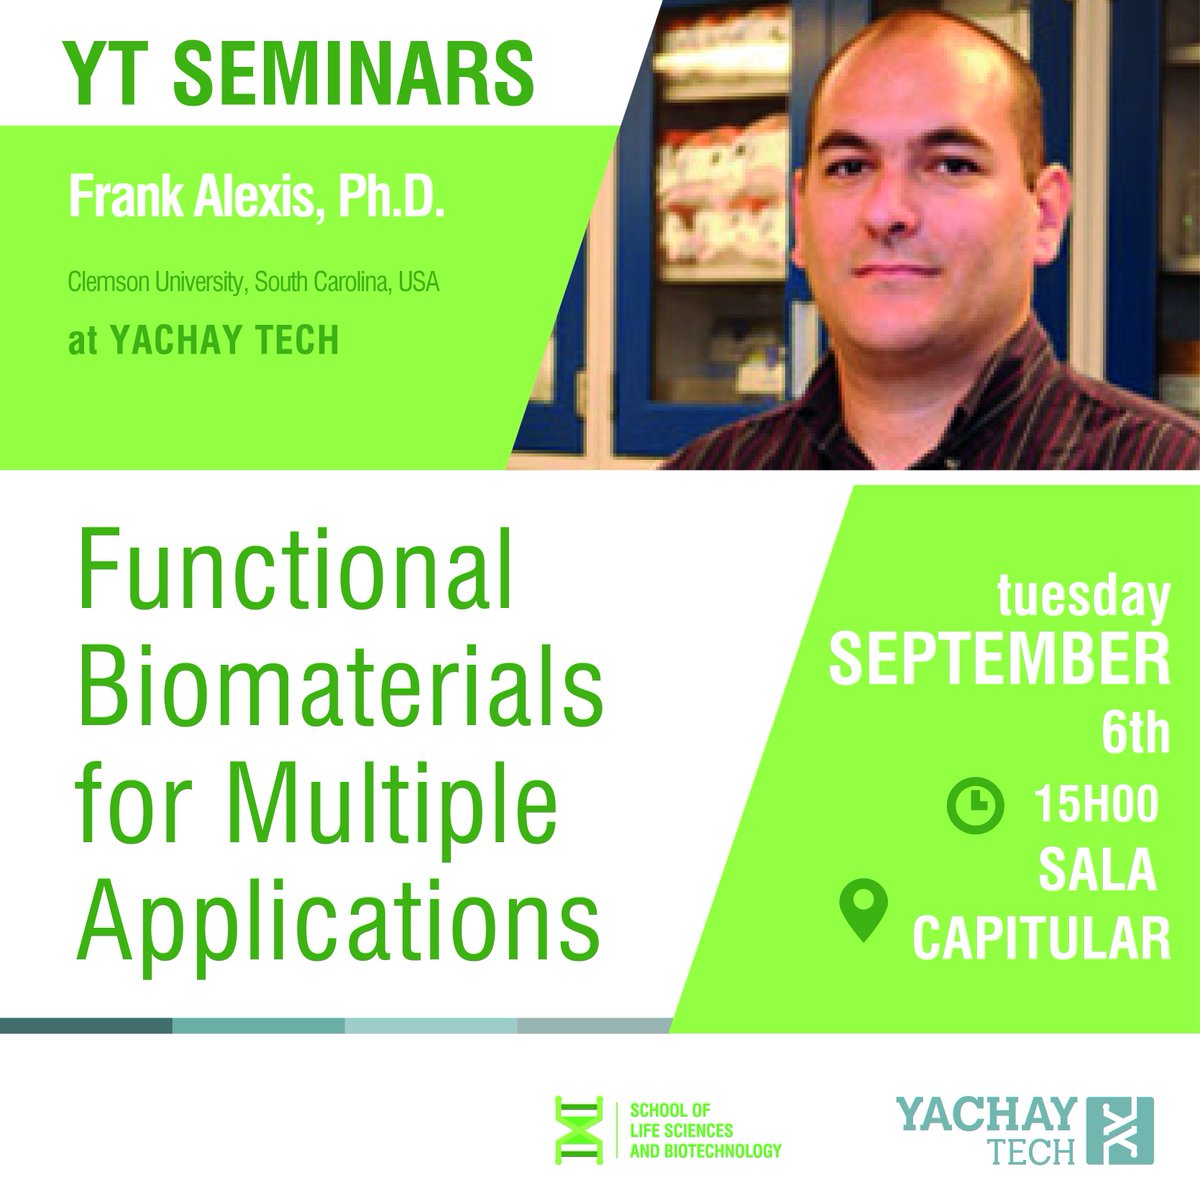 YT SEMINARS
Frank Alexis, Ph.D.
Clemson University, South Carolina, USA
at YACHAY TECH
Functional
Biomaterials
for Multiple
Applications
tuesday
SEPTEMBER
6th
15H00
SALA
CAPITULAR
SCHOOL OF
LIFE SCIENCES
AND BIOTECHNOLOGY
YACHAY
TECH